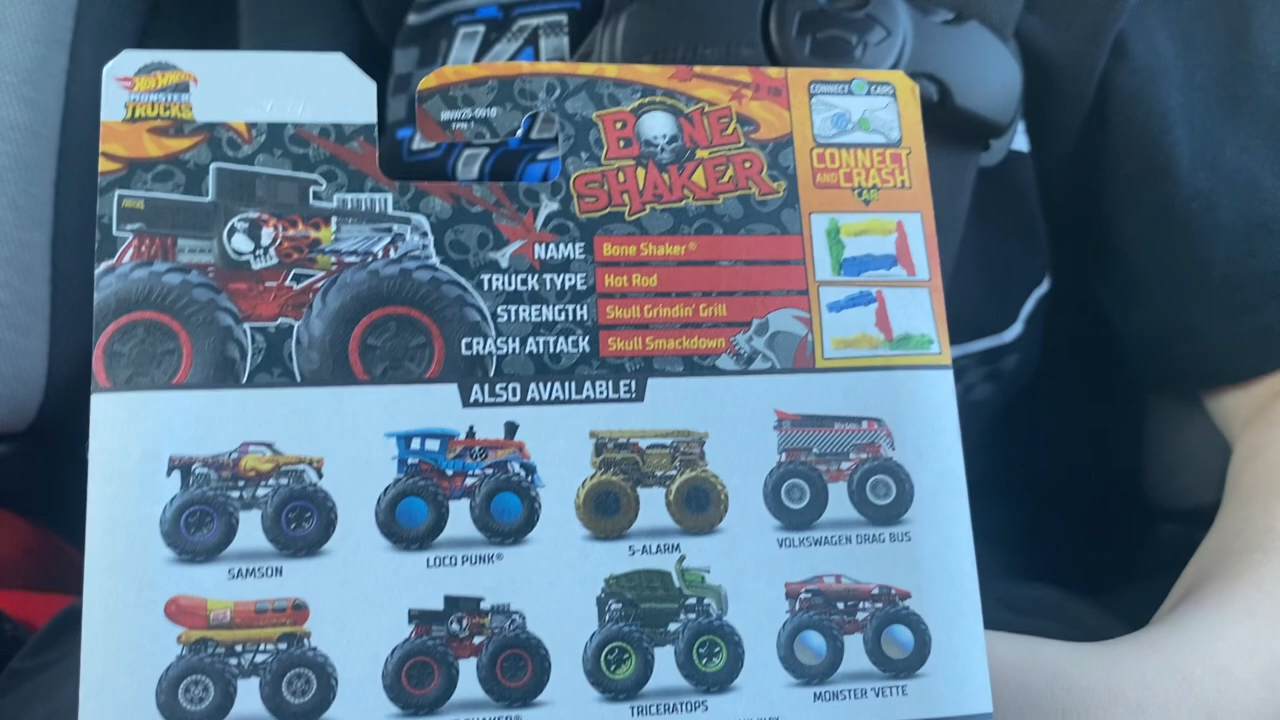 Hot Wheels
MONSTER
TRUCKS
BONE
SHAKER
NAME Bone Shaker®
TRUCK TYPE Hot Rod
STRENGTH Skull Grindin' Grill
CRASH ATTACK Skull Smackdown
CONNECT CARS
CONNECT
AND CRASH
CAR
ALSO AVAILABLE!
SAMSON
LOCO PUNK®
5-ALARM
VOLKSWAGEN DRAG BUS
TRICERATOPS
MONSTER 'VETTE